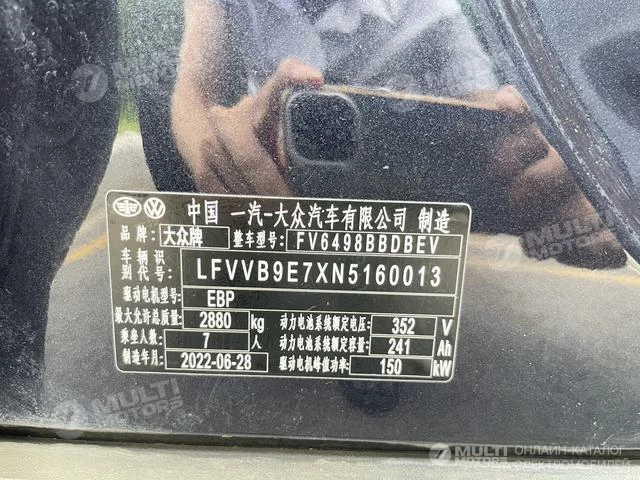 中国 一汽-大众汽车有限公司 制造
品牌: 大众牌 整车型号: FV6498BBDBEV
车辆识别代号: LFVVB9E7XN5160013
驱动电机型号: EBP
最大允许总质量: 2880 kg 动力电池系统额定电压: 352 V
乘坐人数: 7 人 动力电池系统额定容量: 241 Ah
制造年月: 2022-06-28 驱动电机峰值功率: 150 kW
MULTI MOTORS
MULTI MOTORS
MULTI MOTORS
MULTI MOTORS ОНЛАЙН-КАТАЛОГ ЭЛЕКТРОМОБИЛЕЙ